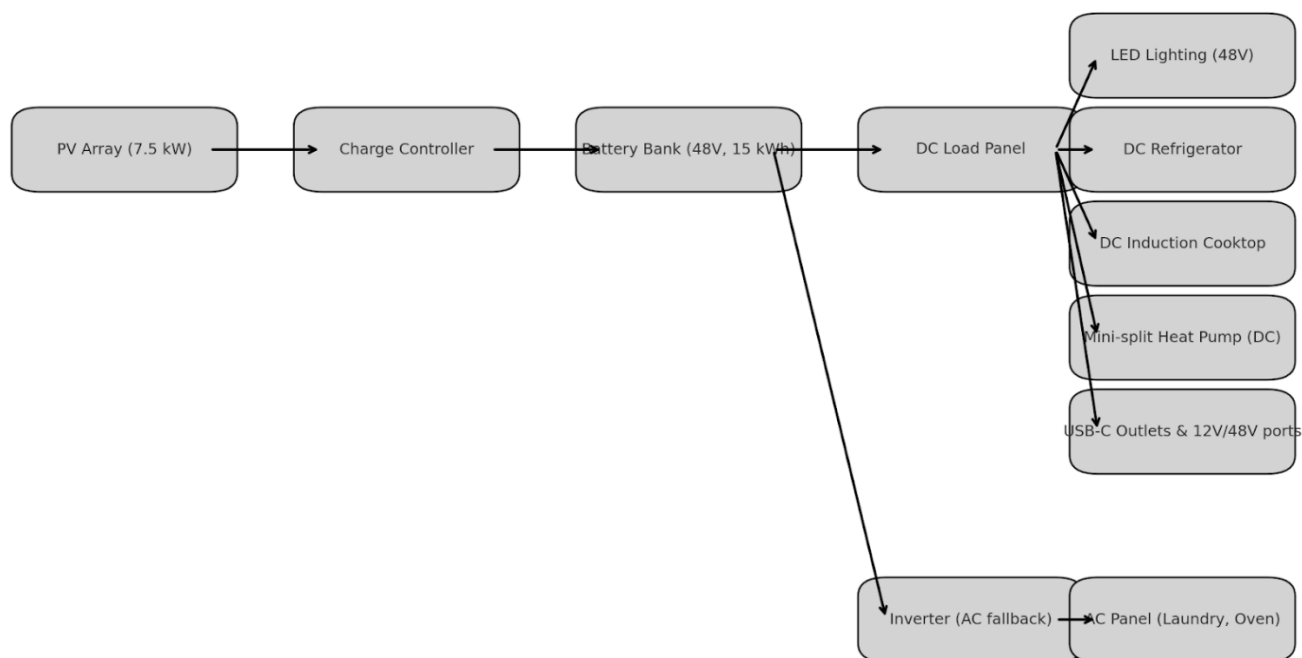 LED Lighting (48V)
PV Array (7.5 kW)
Charge Controller
Battery Bank (48V, 15 kWh)
DC Load Panel
DC Refrigerator
DC Induction Cooktop
Mini-split Heat Pump (DC)
USB-C Outlets & 12V/48V ports
Inverter (AC fallback)
AC Panel (Laundry, Oven)